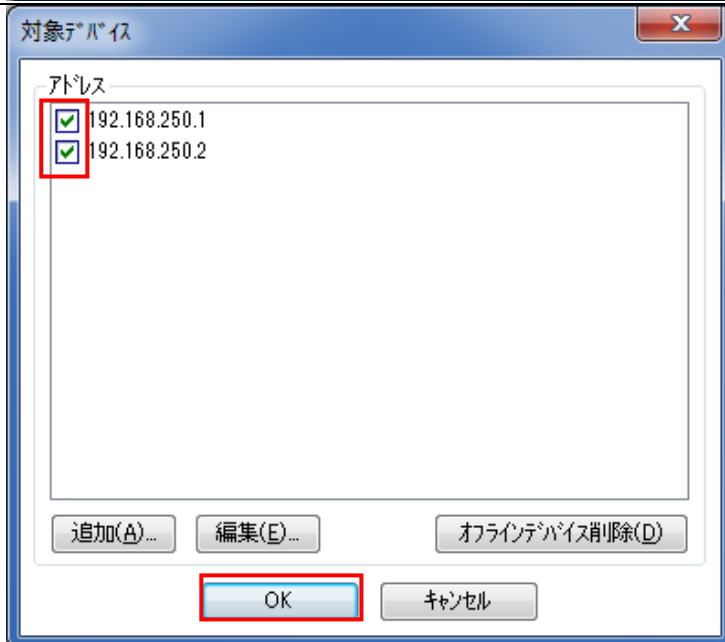 対象ﾃﾞﾊﾞｲｽ
x
ｱﾄﾞﾚｽ
192.168.250.1
192.168.250.2
追加(A)...
編集(E)...
ｵﾌﾗｲﾝﾃﾞﾊﾞｲｽ削除(D)
OK
ｷｬﾝｾﾙ